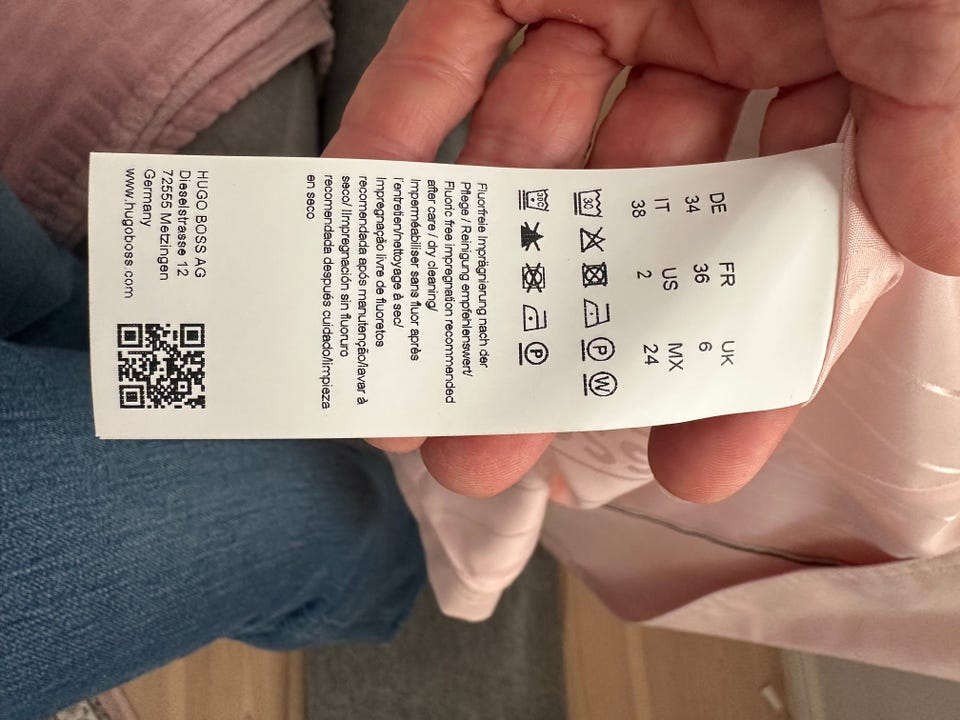 DE FR UK
34 36 6
IT US MX
38 2 24
30 P W
30C P
Fluorfreie Imprägnierung nach der
Pflege / Reinigung empfehlenswert/
Fluoric free impregnation recommended
after care / dry cleaning/
Imperméabiliser sans fluor après
l'entretien/nettoyage à sec/
Impregnação livre de fluoretos
recomendada após manutenção/lavar à
seco/ IImpregnación sin fluoruro
recomendada después cuidado/limpieza
en seco
HUGO BOSS AG
Dieselstrasse 12
72555 Metzingen
Germany
www.hugoboss.com